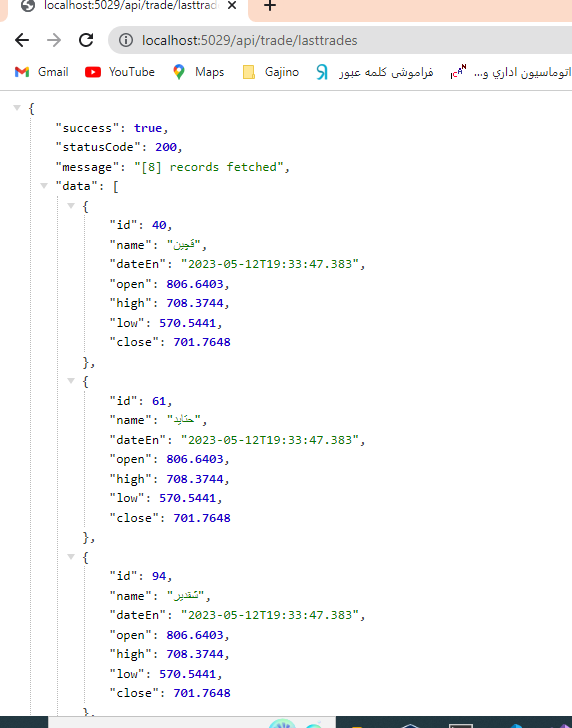 localhost:5029/api/trade/lasttrad
localhost:5029/api/trade/lasttrades
Gmail YouTube Maps Gajino فراموشی کلمه عبور اتوماسیون اداري و...
{
"success": true,
"statusCode": 200,
"message": "[8] records fetched",
"data": [
{
"id": 40,
"name": "قچین",
"dateEn": "2023-05-12T19:33:47.383",
"open": 806.6403,
"high": 708.3744,
"low": 570.5441,
"close": 701.7648
},
{
"id": 61,
"name": "حتاید",
"dateEn": "2023-05-12T19:33:47.383",
"open": 806.6403,
"high": 708.3744,
"low": 570.5441,
"close": 701.7648
},
{
"id": 94,
"name": "شغدیر",
"dateEn": "2023-05-12T19:33:47.383",
"open": 806.6403,
"high": 708.3744,
"low": 570.5441,
"close": 701.7648
},